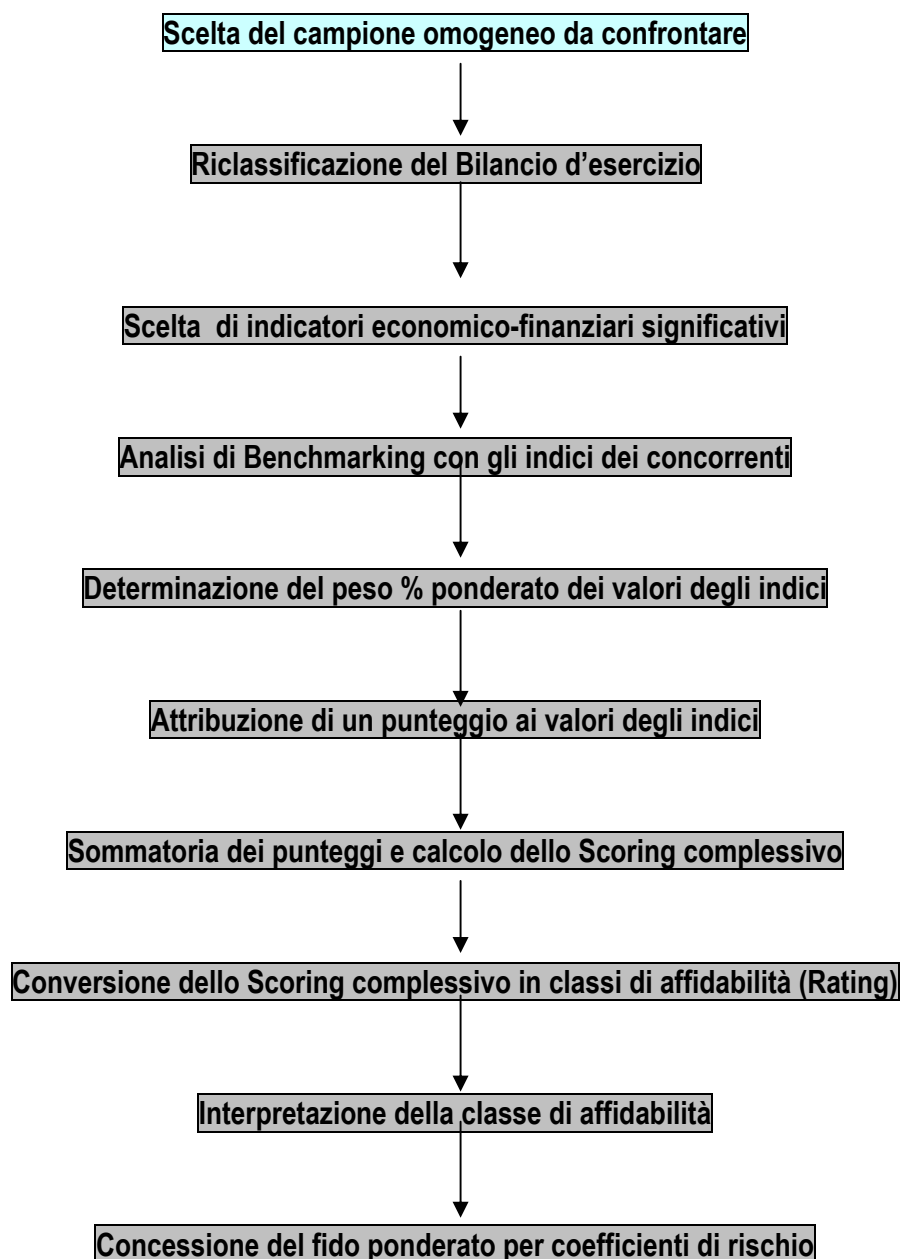 Scelta del campione omogeneo da confrontare
Riclassificazione del Bilancio d’esercizio
Scelta  di indicatori economico-finanziari significativi
Analisi di Benchmarking con gli indici dei concorrenti
Determinazione del peso % ponderato dei valori degli indici
Attribuzione di un punteggio ai valori degli indici
Sommatoria dei punteggi e calcolo dello Scoring complessivo
Conversione dello Scoring complessivo in classi di affidabilità (Rating)
Interpretazione della classe di affidabilità
Concessione del fido ponderato per coefficienti di rischio